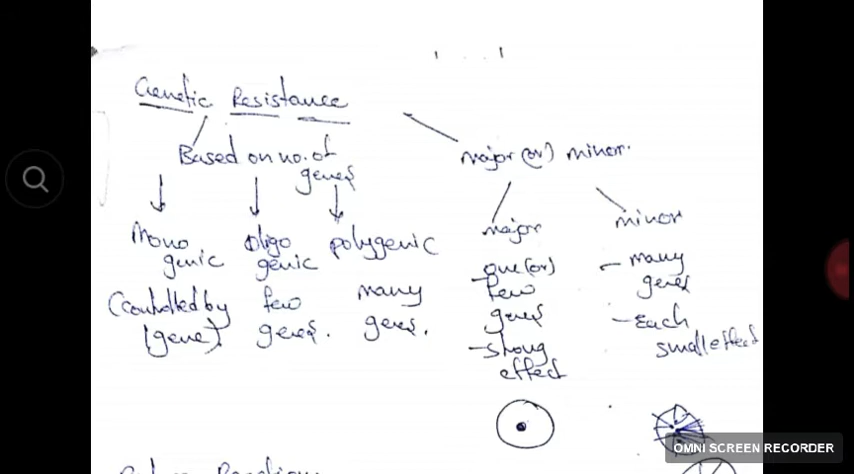 Genetic Resistance
Based on no. of genes
major (or) minor.
Mono genic
oligo genic
polygenic
major
minor
(controlled by 1 gene)
few genes.
many genes.
- one (or) few genes
- strong effect
- many genes
- Each small effect
OMNI SCREEN RECORDER